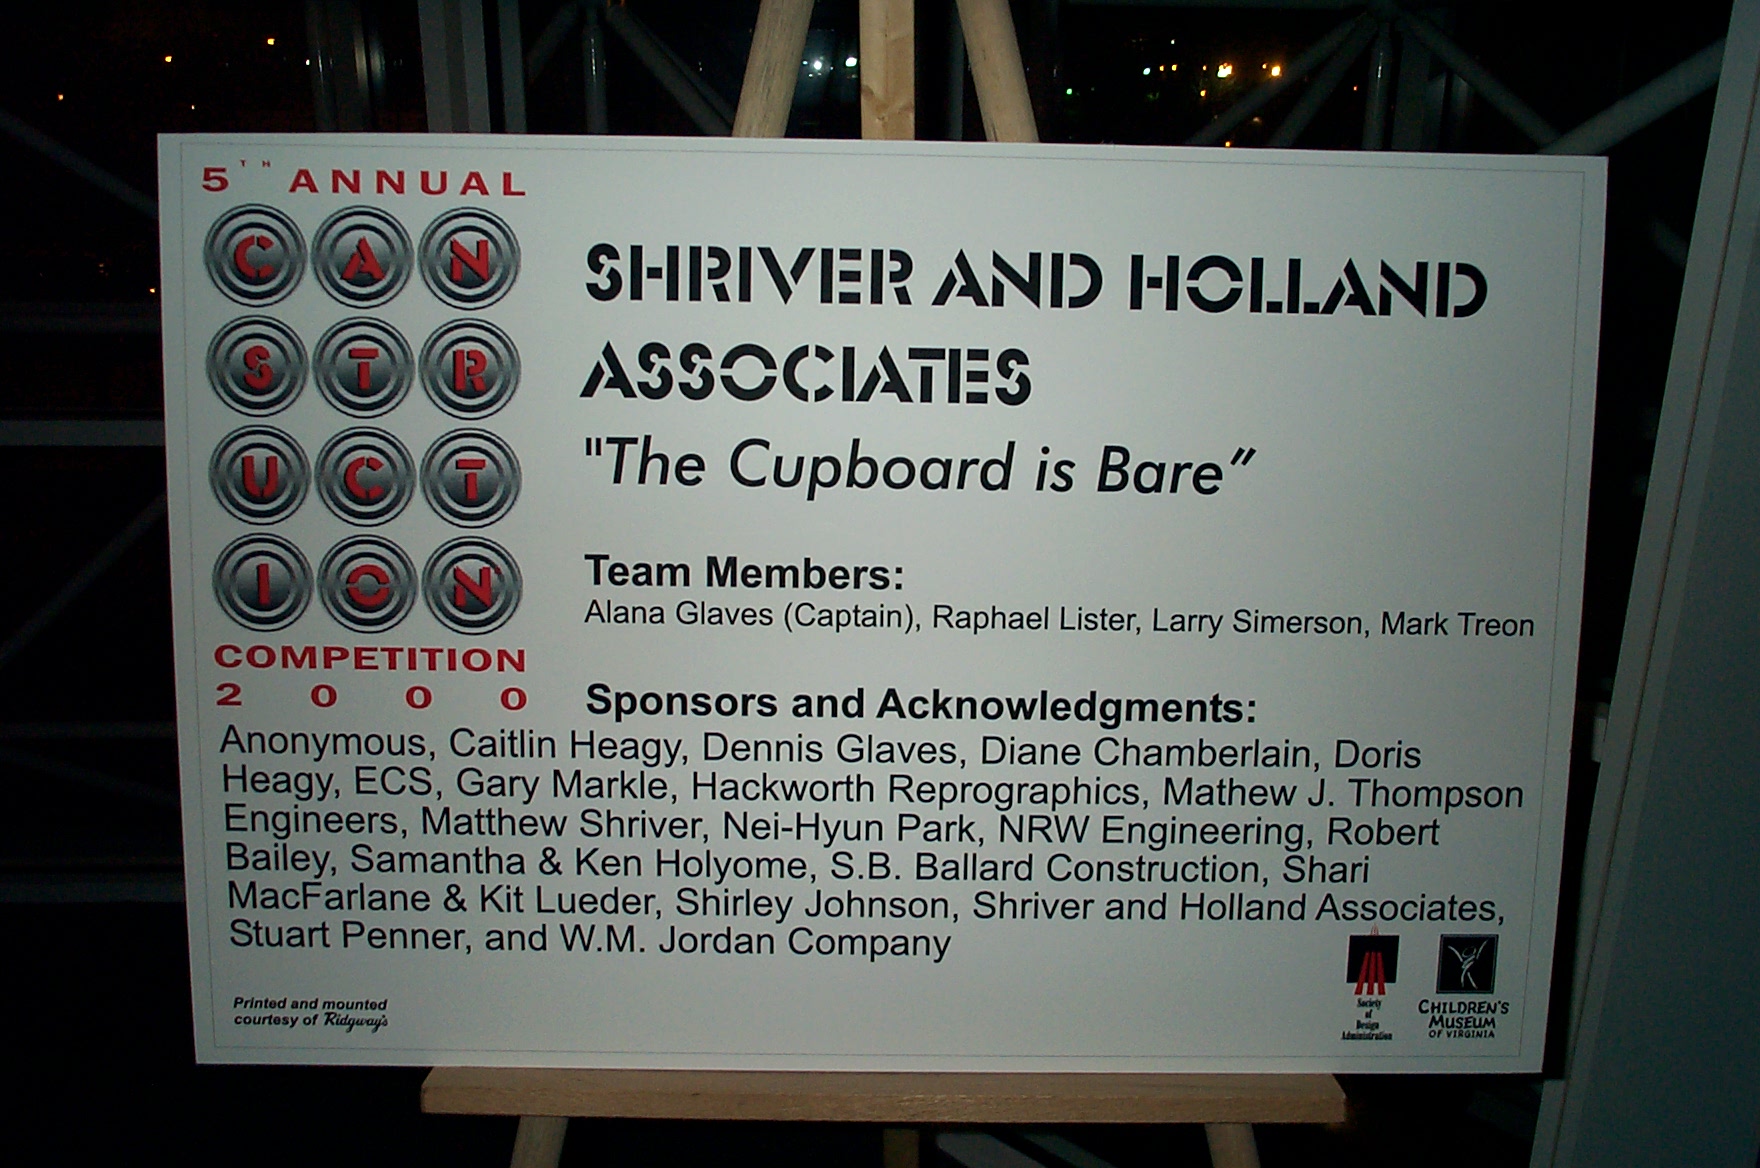 5TH ANNUAL
CAN
STR
UCT
ION
COMPETITION
2000
SHRIVER AND HOLLAND
ASSOCIATES
"The Cupboard is Bare”
Team Members:
Alana Glaves (Captain), Raphael Lister, Larry Simerson, Mark Treon
Sponsors and Acknowledgments:
Anonymous, Caitlin Heagy, Dennis Glaves, Diane Chamberlain, Doris
Heagy, ECS, Gary Markle, Hackworth Reprographics, Mathew J. Thompson
Engineers, Matthew Shriver, Nei-Hyun Park, NRW Engineering, Robert
Bailey, Samantha & Ken Holyome, S.B. Ballard Construction, Shari
MacFarlane & Kit Lueder, Shirley Johnson, Shriver and Holland Associates,
Stuart Penner, and W.M. Jordan Company
Printed and mounted
courtesy of Ridgway's
Society
of
Design
Administration
CHILDREN'S
MUSEUM
OF VIRGINIA